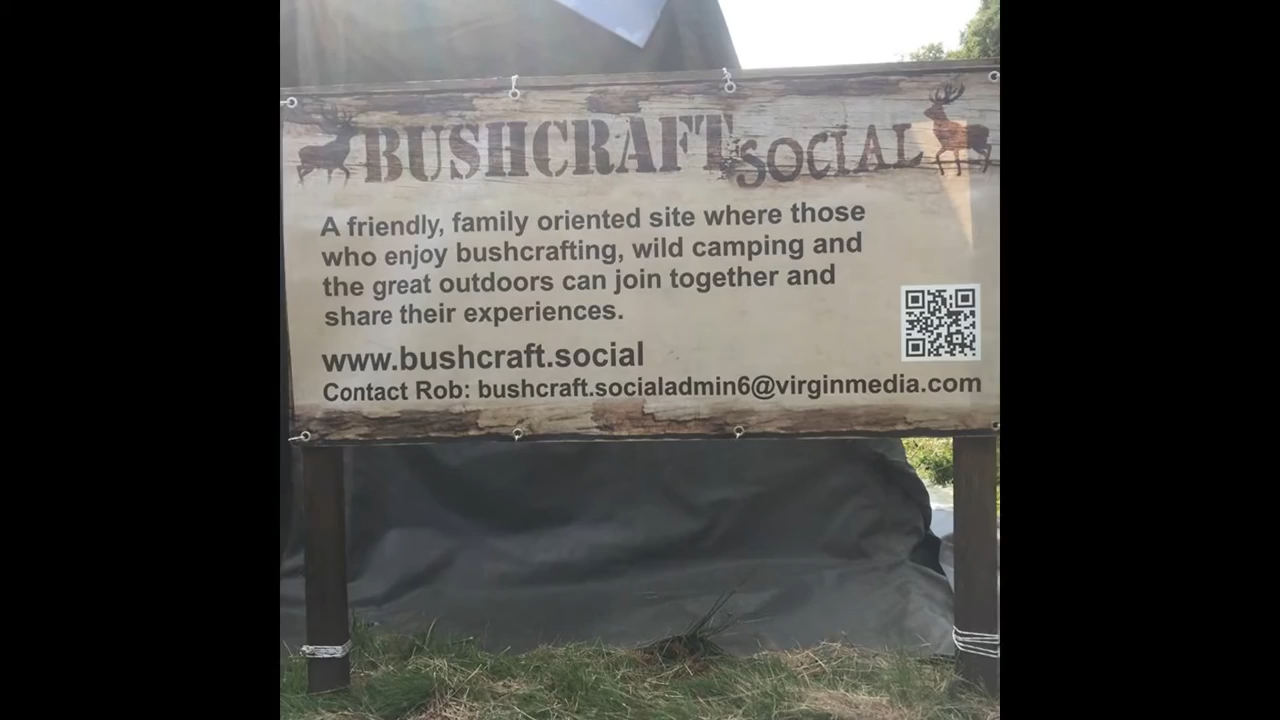 BUSHCRAFT SOCIAL
A friendly, family oriented site where those
who enjoy bushcrafting, wild camping and
the great outdoors can join together and
share their experiences.
www.bushcraft.social
Contact Rob: bushcraft.socialadmin6@virginmedia.com